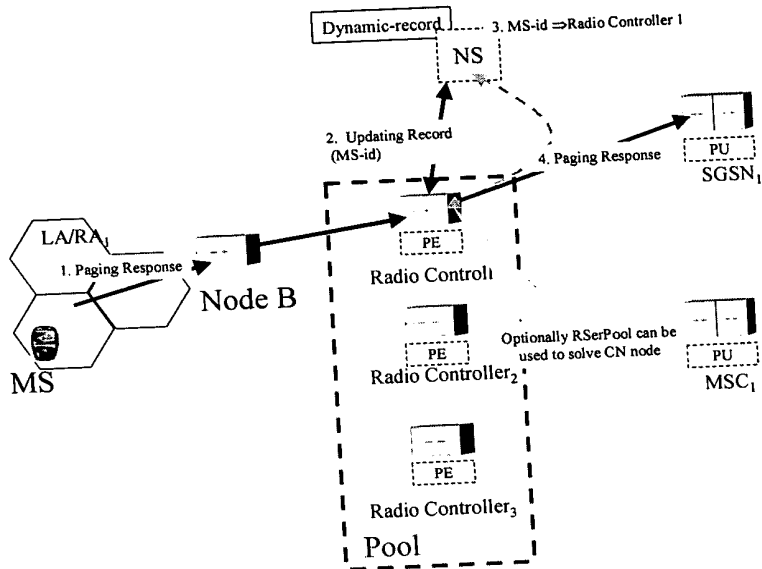 Dynamic-record
3. MS-id ⇒Radio Controller 1
NS
2. Updating Record
(MS-id)
4. Paging Response
PU
SGSN1
LA/RA1
1. Paging Response
Node B
MS
PE
Radio Control
PE
Radio Controller2
Optionally RSerPool can be
used to solve CN node
PU
MSC1
PE
Radio Controller3
Pool